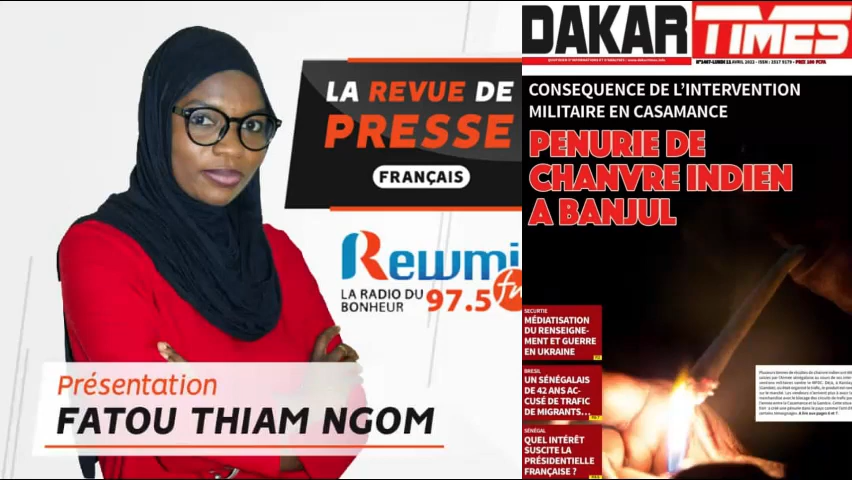 LA REVUE DE
PRESSE
FRANÇAIS
Rewmi
fm
LA RADIO DU
BONHEUR
97.5
Présentation
FATOU THIAM NGOM
DAKAR TIMES
CONSEQUENCE DE L'INTERVENTION
MILITAIRE EN CASAMANCE
PENURIE DE
CHANVRE INDIEN
A BANJUL
SECURTIE
MÉDIATISATION
DU RENSEIGNE-
MENT ET GUERRE
EN UKRAINE
BRESIL
UN SÉNÉGALAIS
DE 42 ANS AC-
CUSÉ DE TRAFIC
DE MIGRANTS...
SÉNÉGAL
QUEL INTÉRÊT
SUSCITE LA
PRÉSIDENTIELLE
FRANÇAISE ?